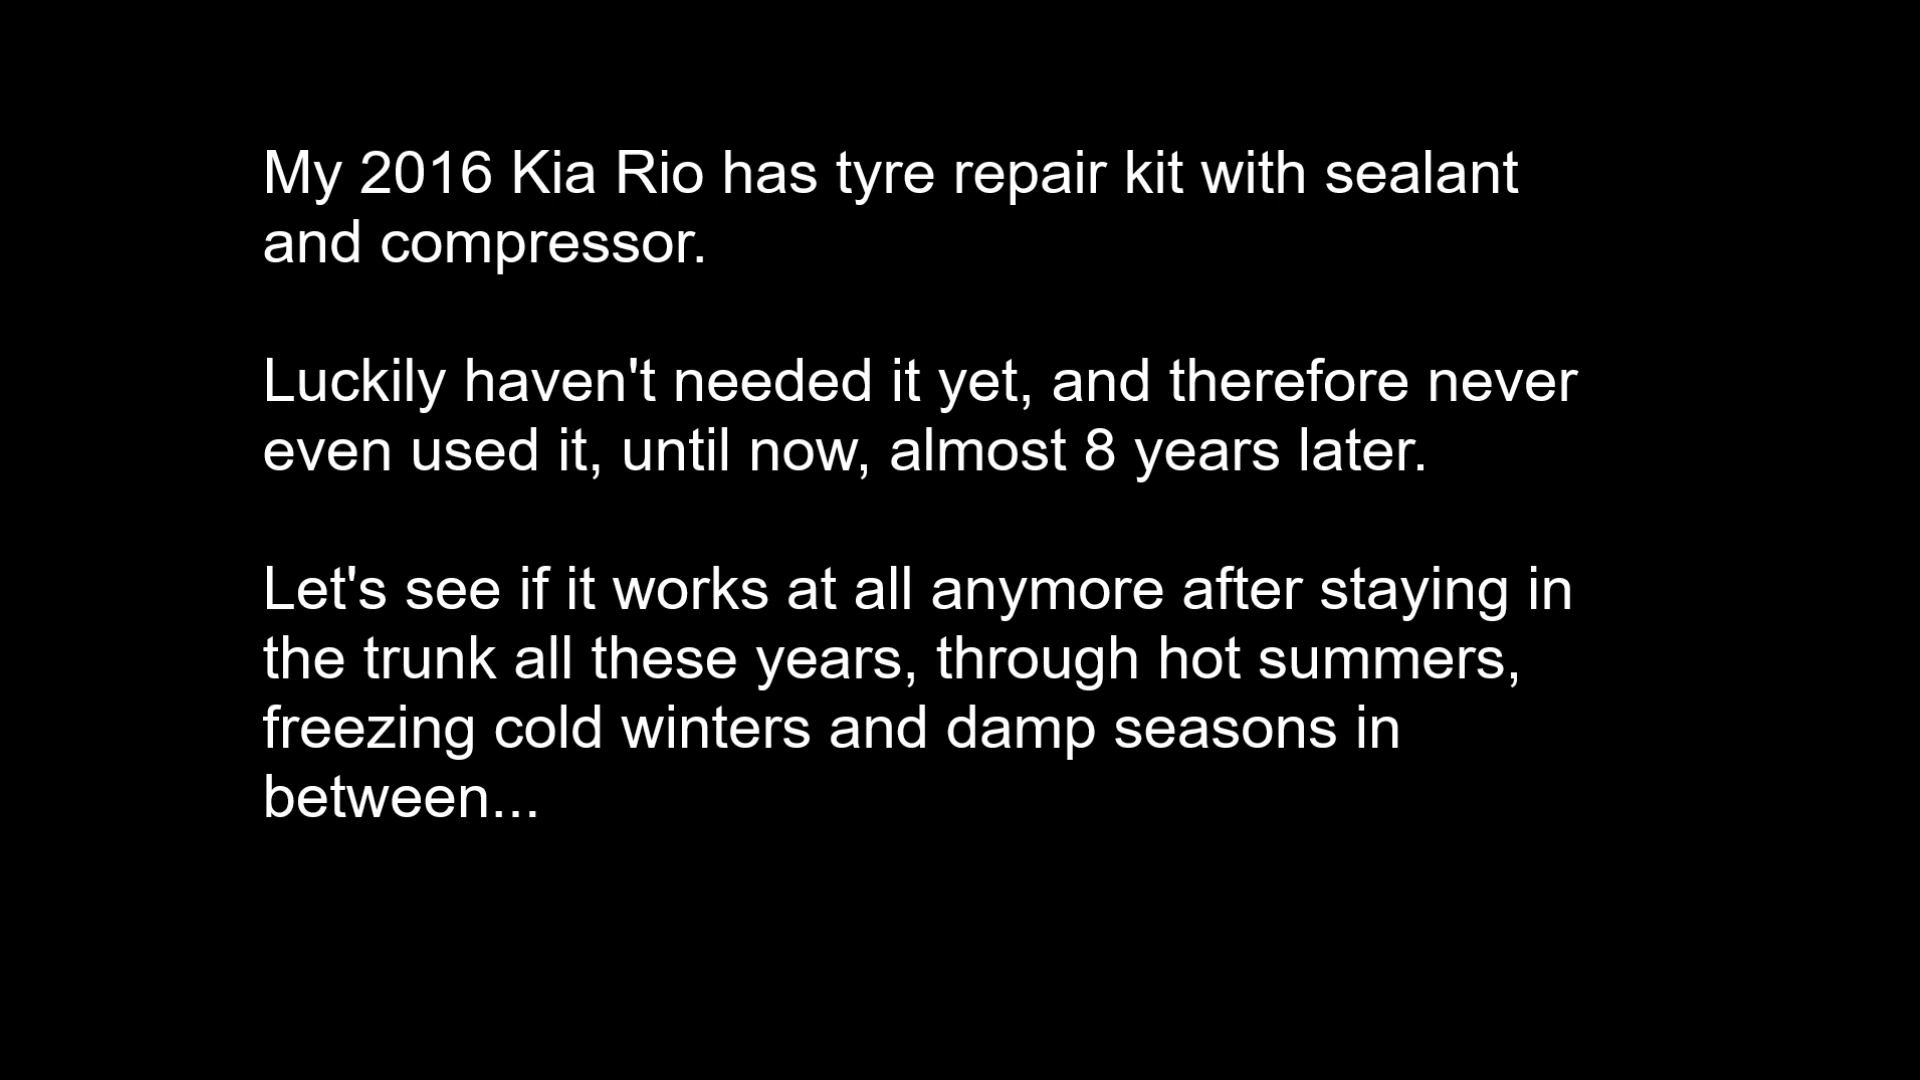 My 2016 Kia Rio has tyre repair kit with sealant
and compressor.
Luckily haven't needed it yet, and therefore never
even used it, until now, almost 8 years later.
Let's see if it works at all anymore after staying in
the trunk all these years, through hot summers,
freezing cold winters and damp seasons in
between...